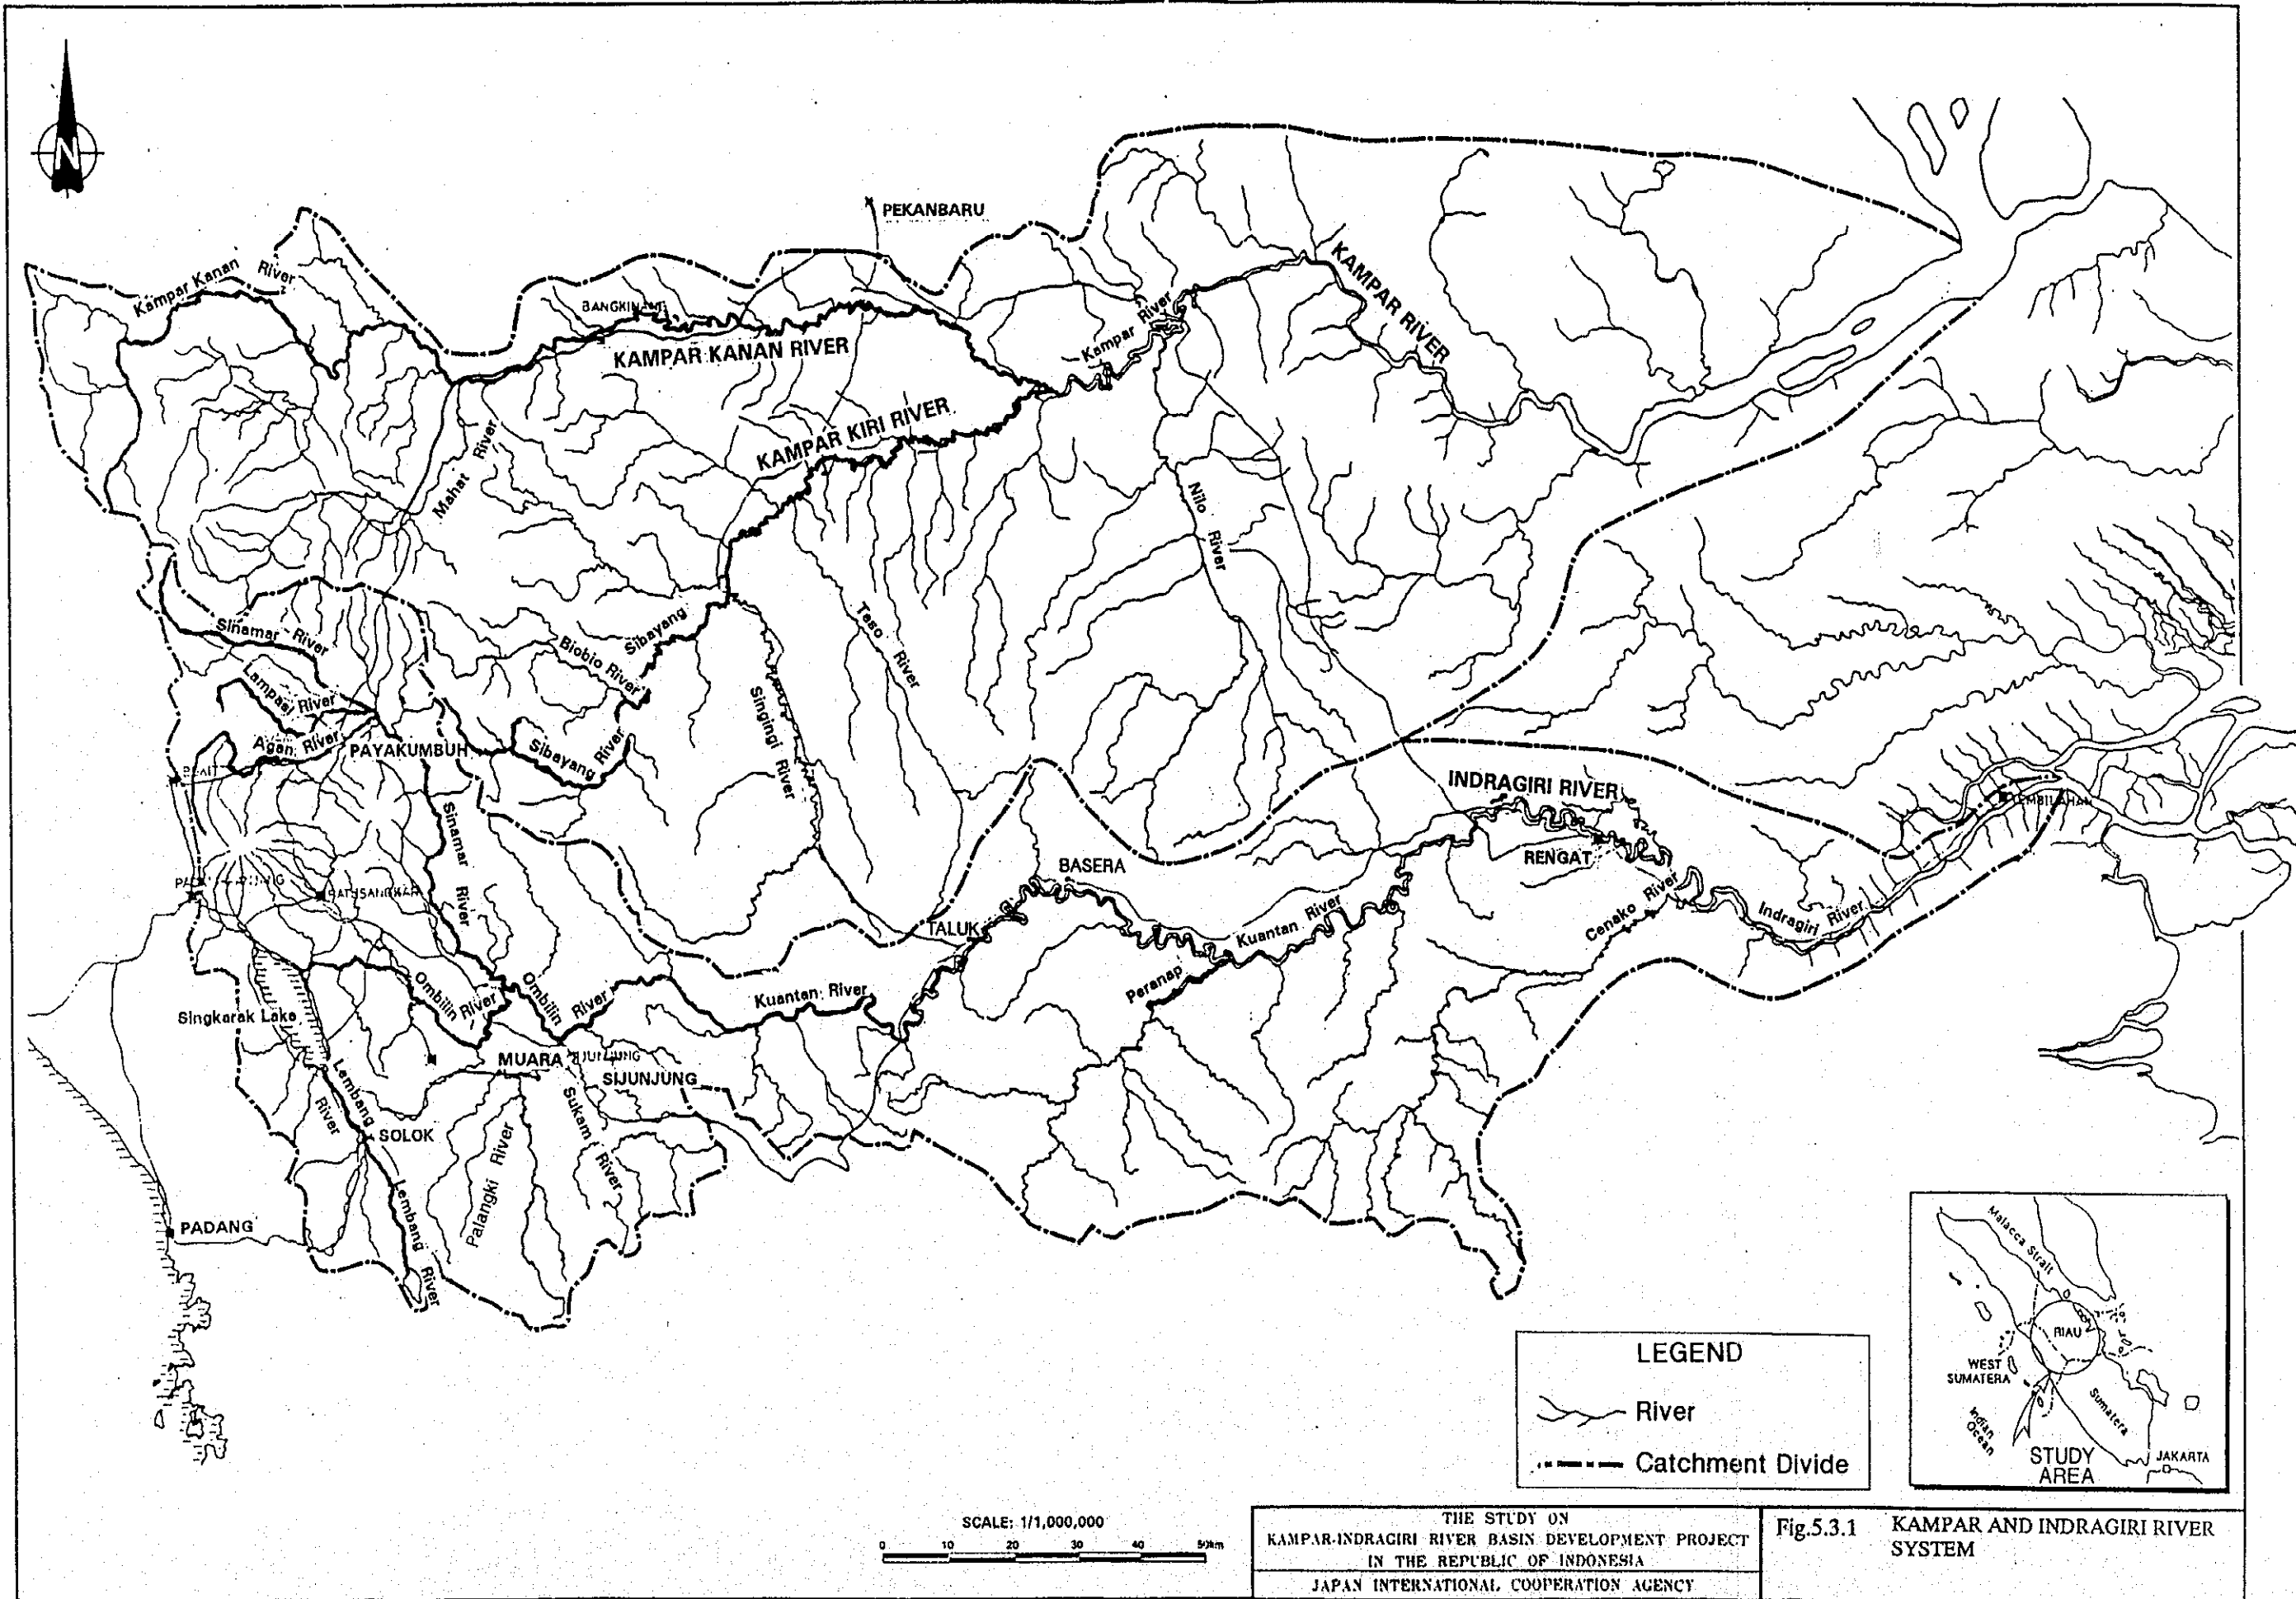 N
PEKANBARU
Kampar Kanan River
BANGKINANG
KAMPAR KANAN RIVER
Kampar River
KAMPAR RIVER
KAMPAR KIRI RIVER
Mahat River
Nilo River
Sinamar River
Biobio River
Sibayang
Taso River
Lampasi River
Agan River
PAYAKUMBUH
Sibayang River
Singingi River
Sinamar River
INDRAGIRI RIVER
TEMBILAHAN
RENGAT
BASERA
BATUSANGKAR
Cenako River
Indragiri River
TALUK
Kuantan River
Peranap
Ombilin River
Ombilin River
Kuantan River
Singkarak Lake
MUARA
SIJUNJUNG
Lembang River
Sukam River
SOLOK
Palangki River
Lembang River
PADANG
Malacca Strait
RIAU
WEST
SUMATERA
Sumatera
Indian
Ocean
STUDY
AREA
JAKARTA
LEGEND
River
Catchment Divide
SCALE: 1/1,000,000
0 10 20 30 40 50km
THE STUDY ON
KAMPAR-INDRAGIRI RIVER BASIN DEVELOPMENT PROJECT
IN THE REPUBLIC OF INDONESIA
JAPAN INTERNATIONAL COOPERATION AGENCY
Fig.5.3.1 KAMPAR AND INDRAGIRI RIVER
SYSTEM